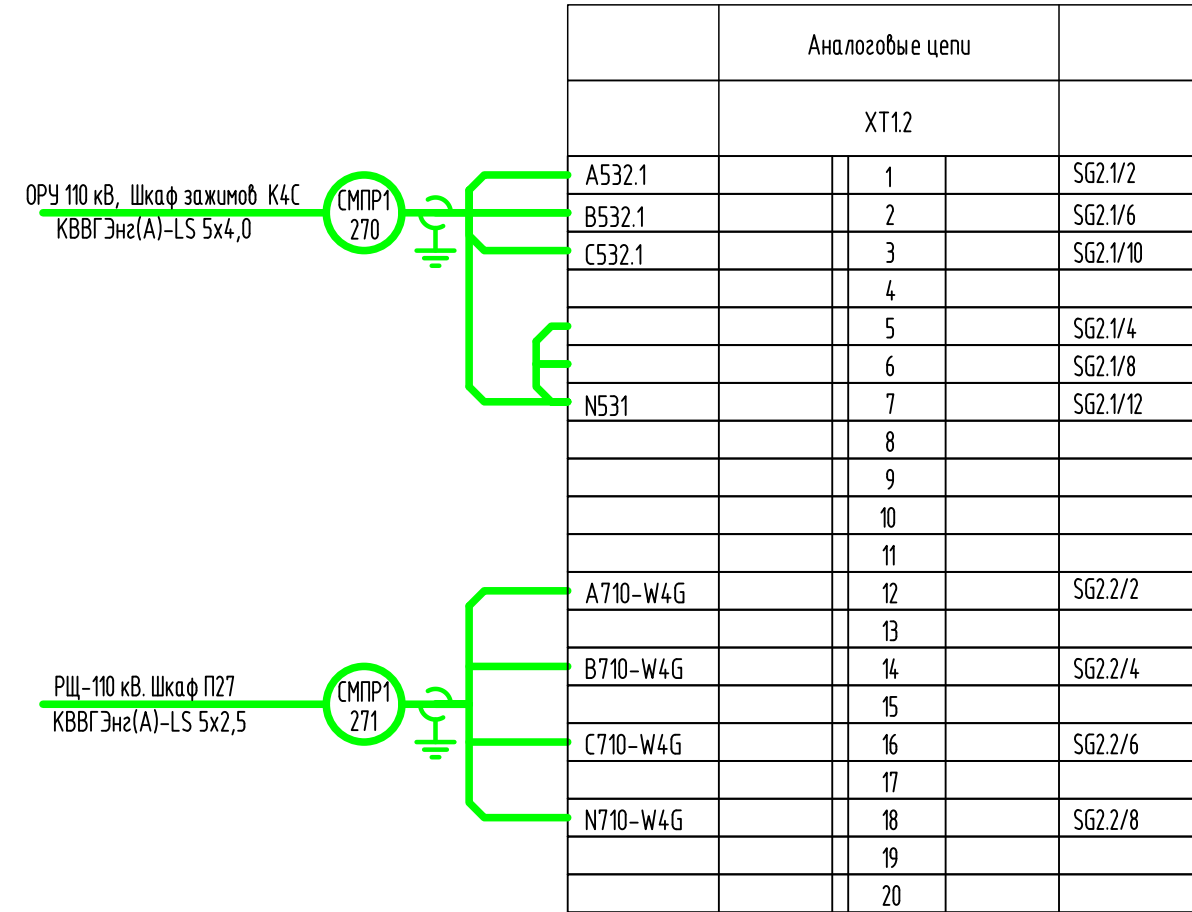 Аналоговые цепи
XT1.2
ОРУ 110 кВ, Шкаф зажимов К4С
КВВГЭнг(А)-LS 5х4,0
СМПР1
270
A532.1 1 SG2.1/2
B532.1 2 SG2.1/6
C532.1 3 SG2.1/10
4
5 SG2.1/4
6 SG2.1/8
N531 7 SG2.1/12
8
9
10
11
A710-W4G 12 SG2.2/2
13
B710-W4G 14 SG2.2/4
15
C710-W4G 16 SG2.2/6
17
N710-W4G 18 SG2.2/8
19
20
РЩ-110 кВ. Шкаф П27
КВВГЭнг(А)-LS 5х2,5
СМПР1
271